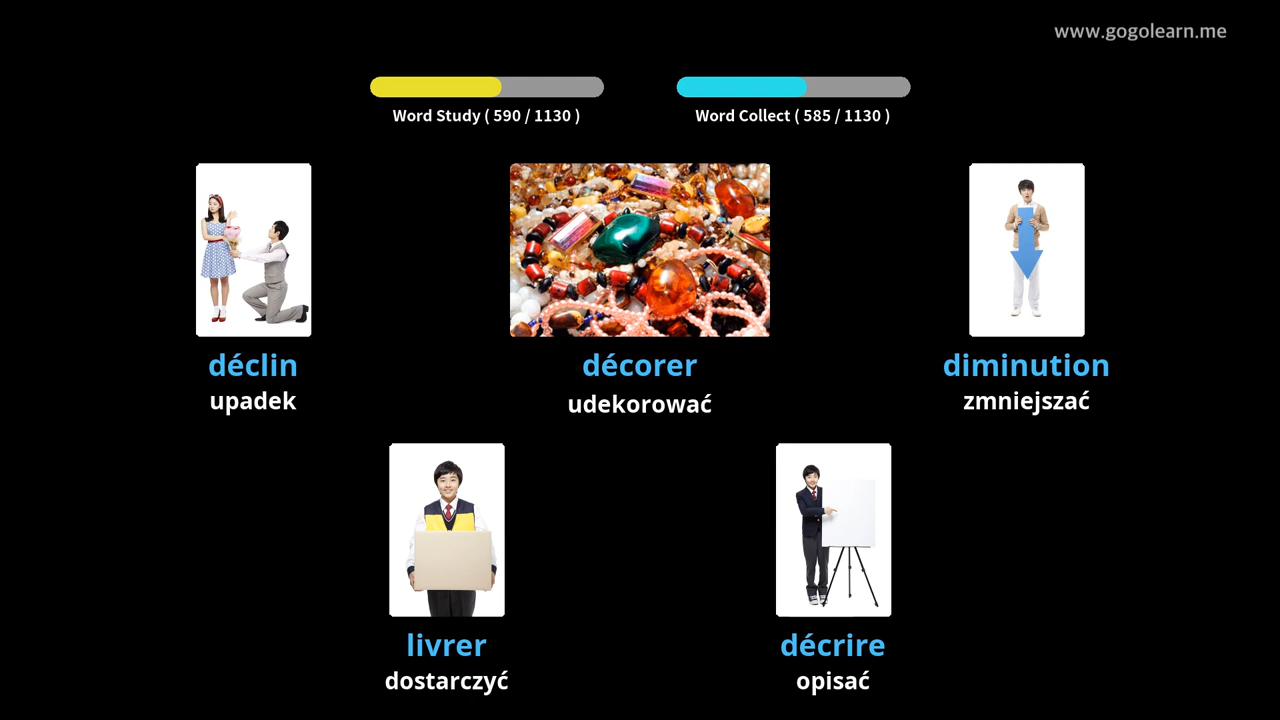 www.gogolearn.me
Word Study ( 590 / 1130 )
Word Collect ( 585 / 1130 )
déclin
upadek
décorer
udekorować
diminution
zmniejszać
livrer
dostarczyć
décrire
opisać